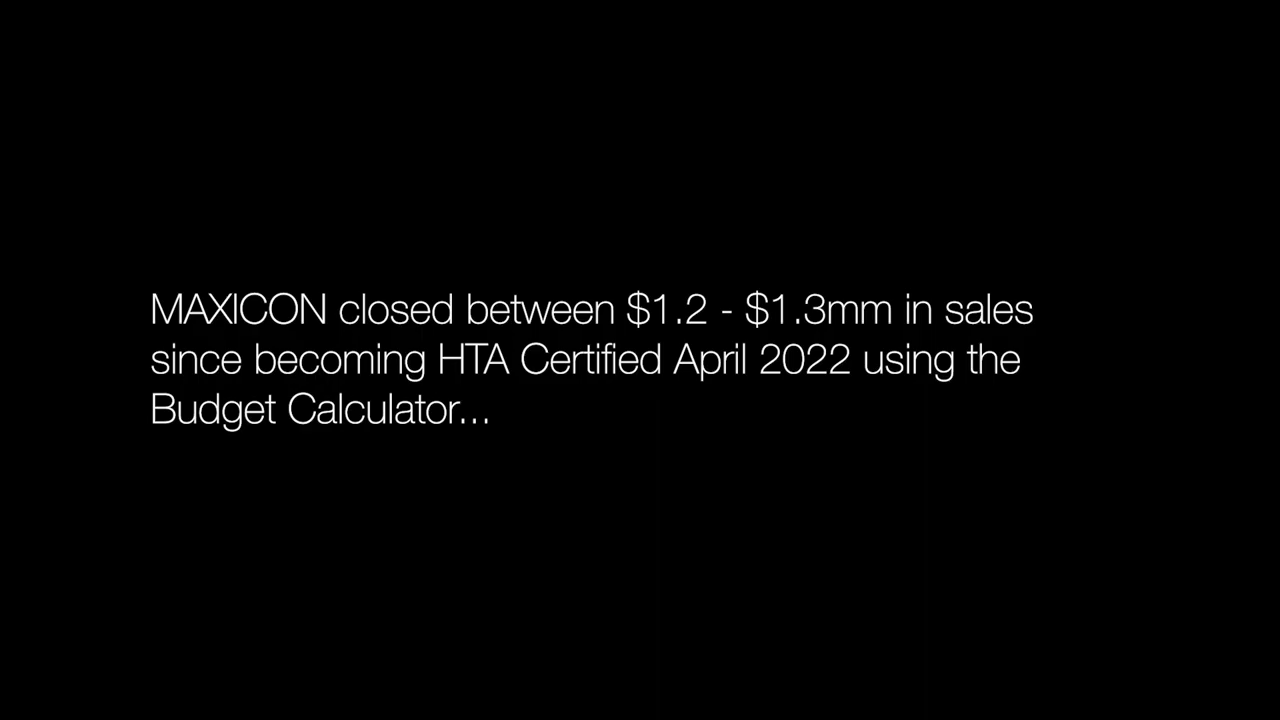 MAXICON closed between $1.2 - $1.3mm in sales
since becoming HTA Certified April 2022 using the
Budget Calculator...